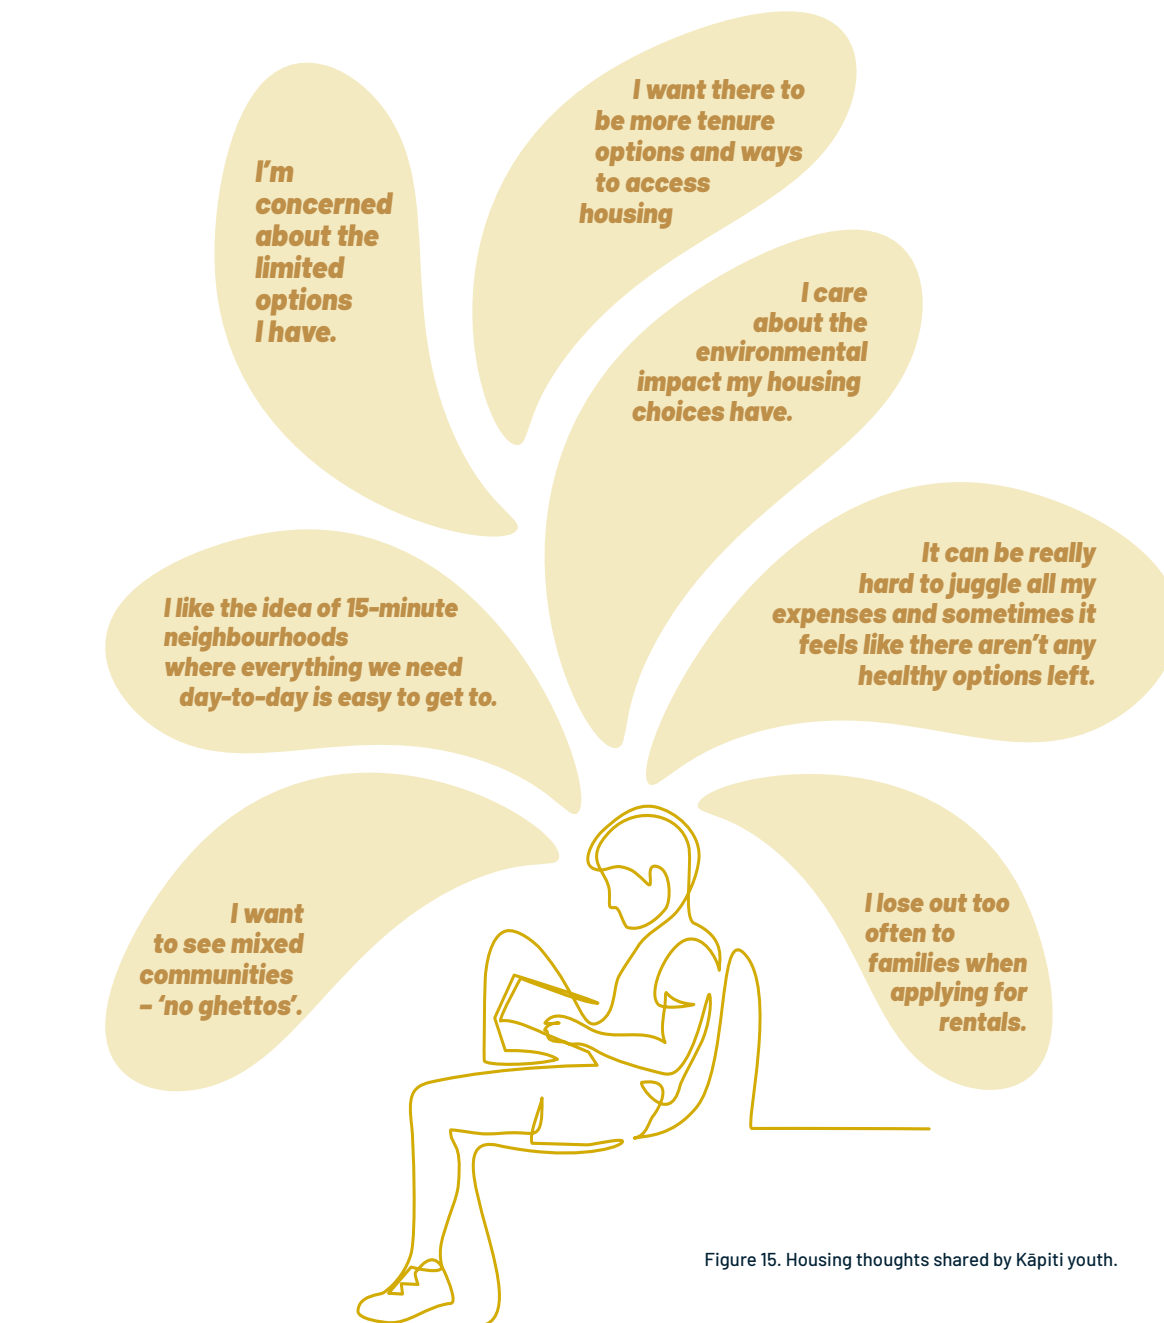 I want there to
be more tenure
options and ways
to access
housing
I'm
concerned
about the
limited
options
I have.
I care
about the
environmental
impact my housing
choices have.
It can be really
hard to juggle all my
expenses and sometimes it
feels like there aren't any
healthy options left.
I like the idea of 15-minute
neighbourhoods
where everything we need
day-to-day is easy to get to.
I want
to see mixed
communities
– 'no ghettos'.
I lose out too
often to
families when
applying for
rentals.
Figure 15. Housing thoughts shared by Kāpiti youth.